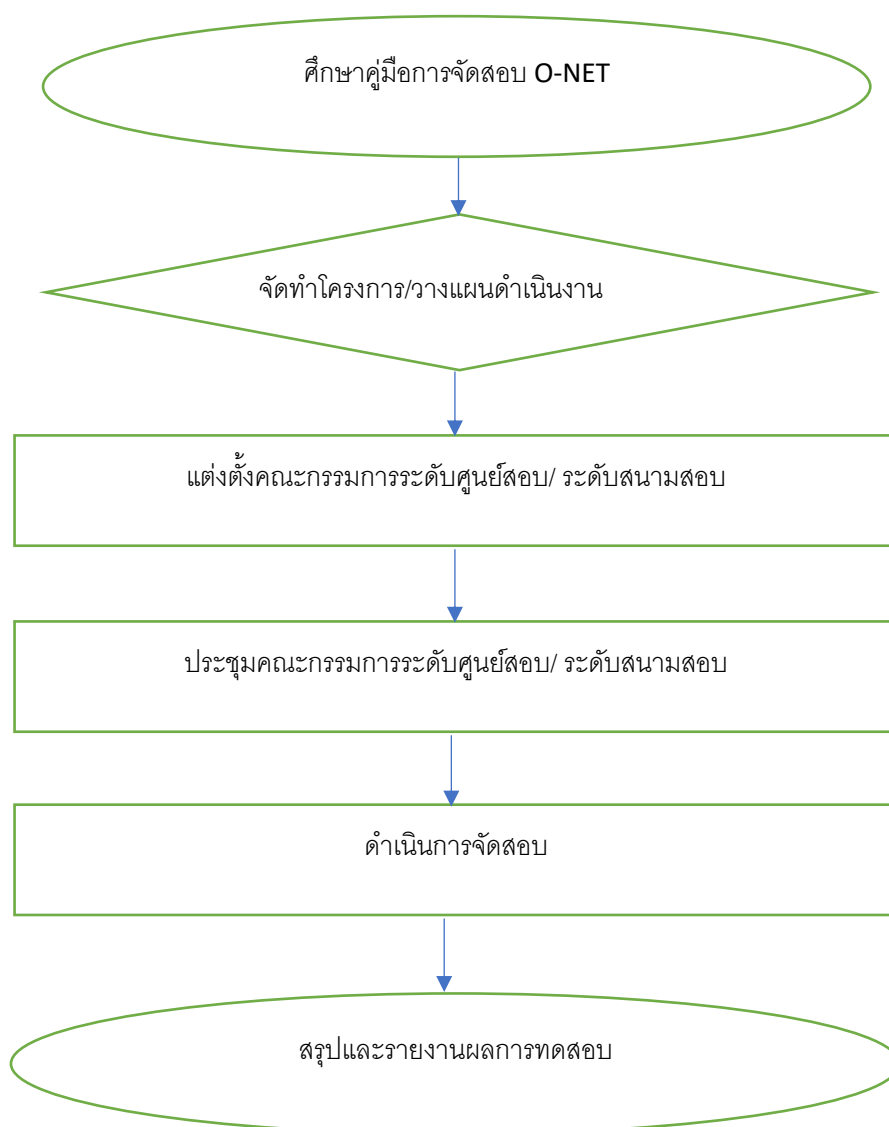 ศึกษาคู่มือการจัดสอบ O-NET
จัดทำโครงการ/วางแผนดำเนินงาน
แต่งตั้งคณะกรรมการระดับศูนย์สอบ/ ระดับสนามสอบ
ประชุมคณะกรรมการระดับศูนย์สอบ/ ระดับสนามสอบ
ดำเนินการจัดสอบ
สรุปและรายงานผลการทดสอบ